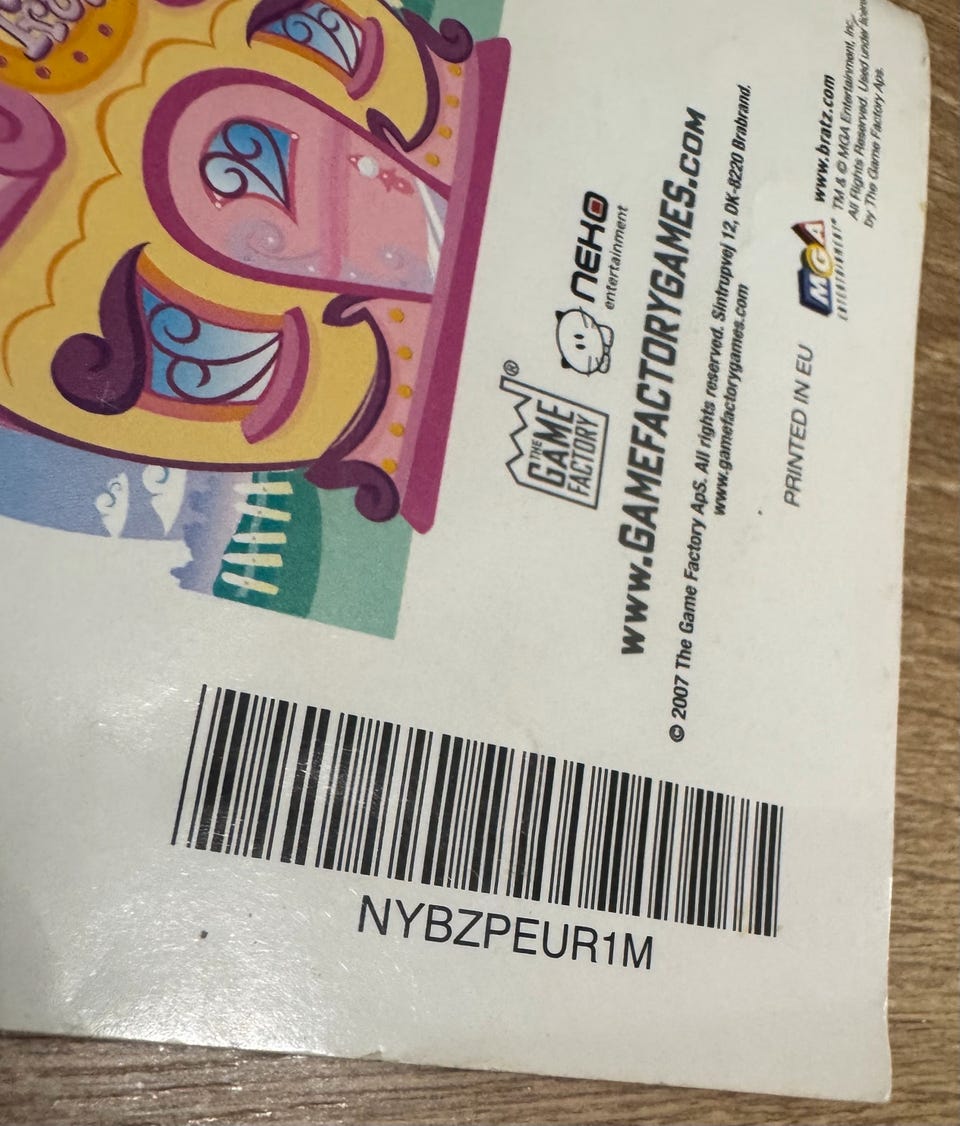 THE
GAME
FACTORY®
NEKO
entertainment
www.GAMEFACTORYGAMES.COM
© 2007 The Game Factory ApS. All rights reserved. Sintrupvej 12, DK-8220 Brabrand.
www.gamefactorygames.com
PRINTED IN EU
MGA
www.bratz.com
TM & © MGA Entertainment, Inc.
All Rights Reserved. Used under
by The Game Factory Aps.
NYBZPEUR1M